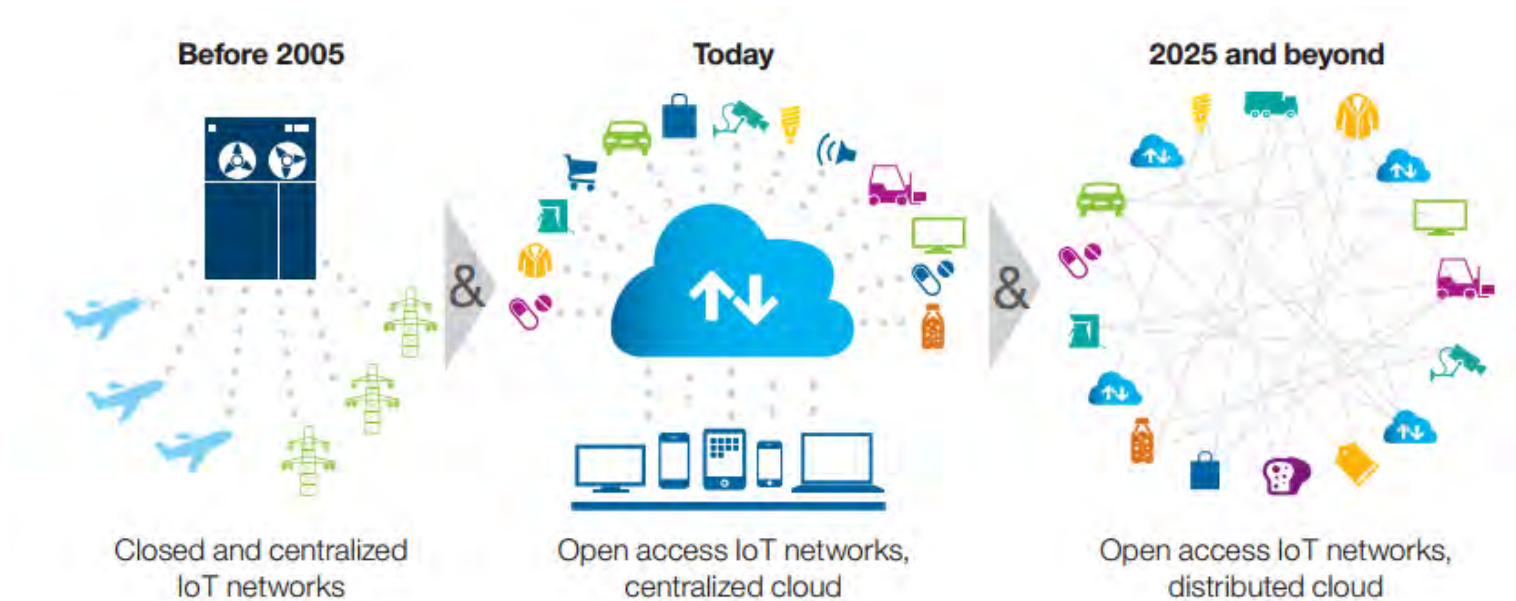 Before 2005
Today
2025 and beyond
&
&
Closed and centralized
IoT networks
Open access IoT networks,
centralized cloud
Open access IoT networks,
distributed cloud